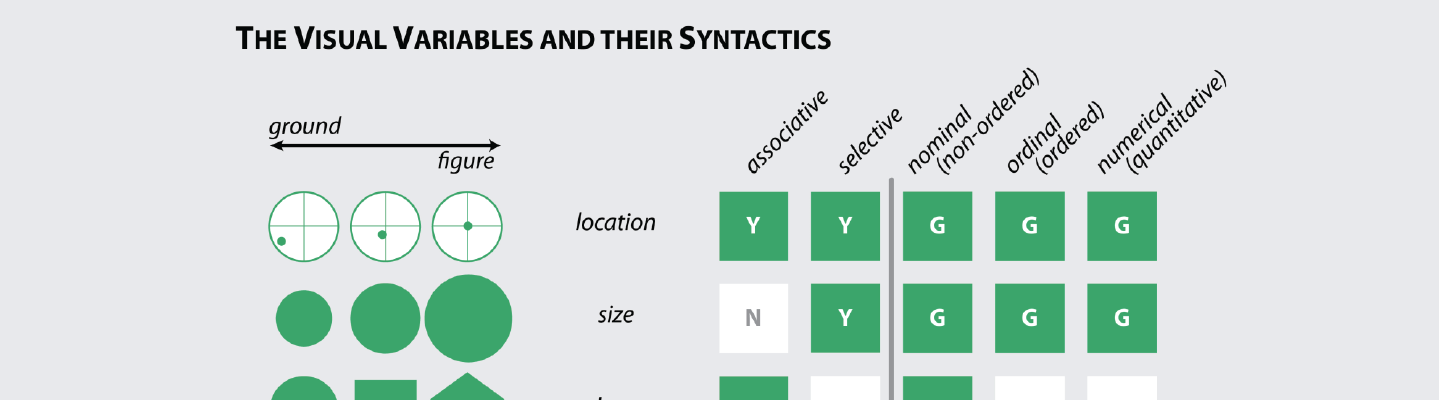 THE VISUAL VARIABLES AND THEIR SYNTACTICS
ground
figure
associative
selective
nominal
(non-ordered)
ordinal
(ordered)
numerical
(quantitative)
location
Y Y G G G
size
N Y G G G